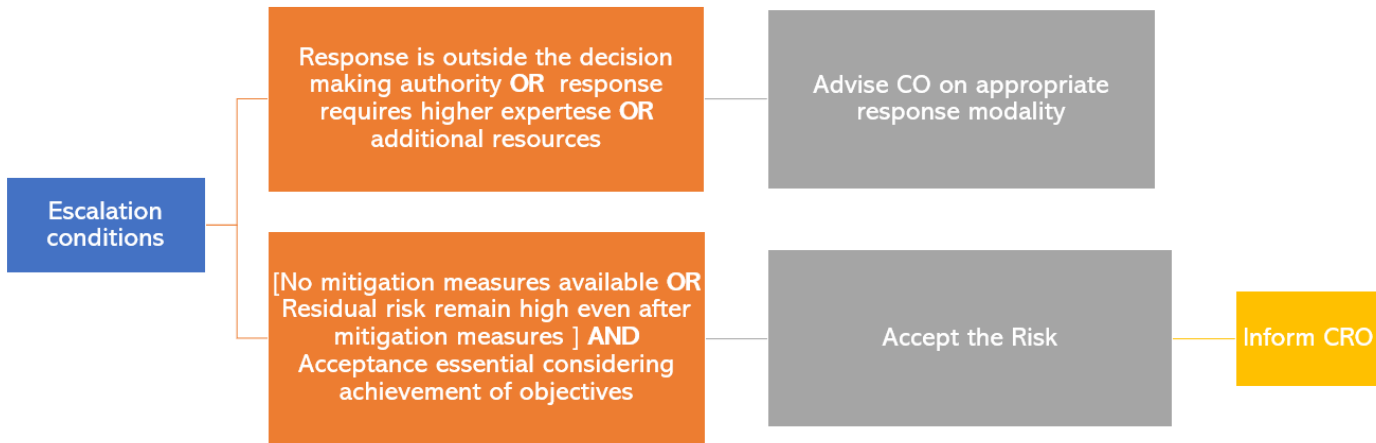 Escalation
conditions
Response is outside the decision
making authority OR response
requires higher expertese OR
additional resources
Advise CO on appropriate
response modality
[No mitigation measures available OR
Residual risk remain high even after
mitigation measures ] AND
Acceptance essential considering
achievement of objectives
Accept the Risk
Inform CRO